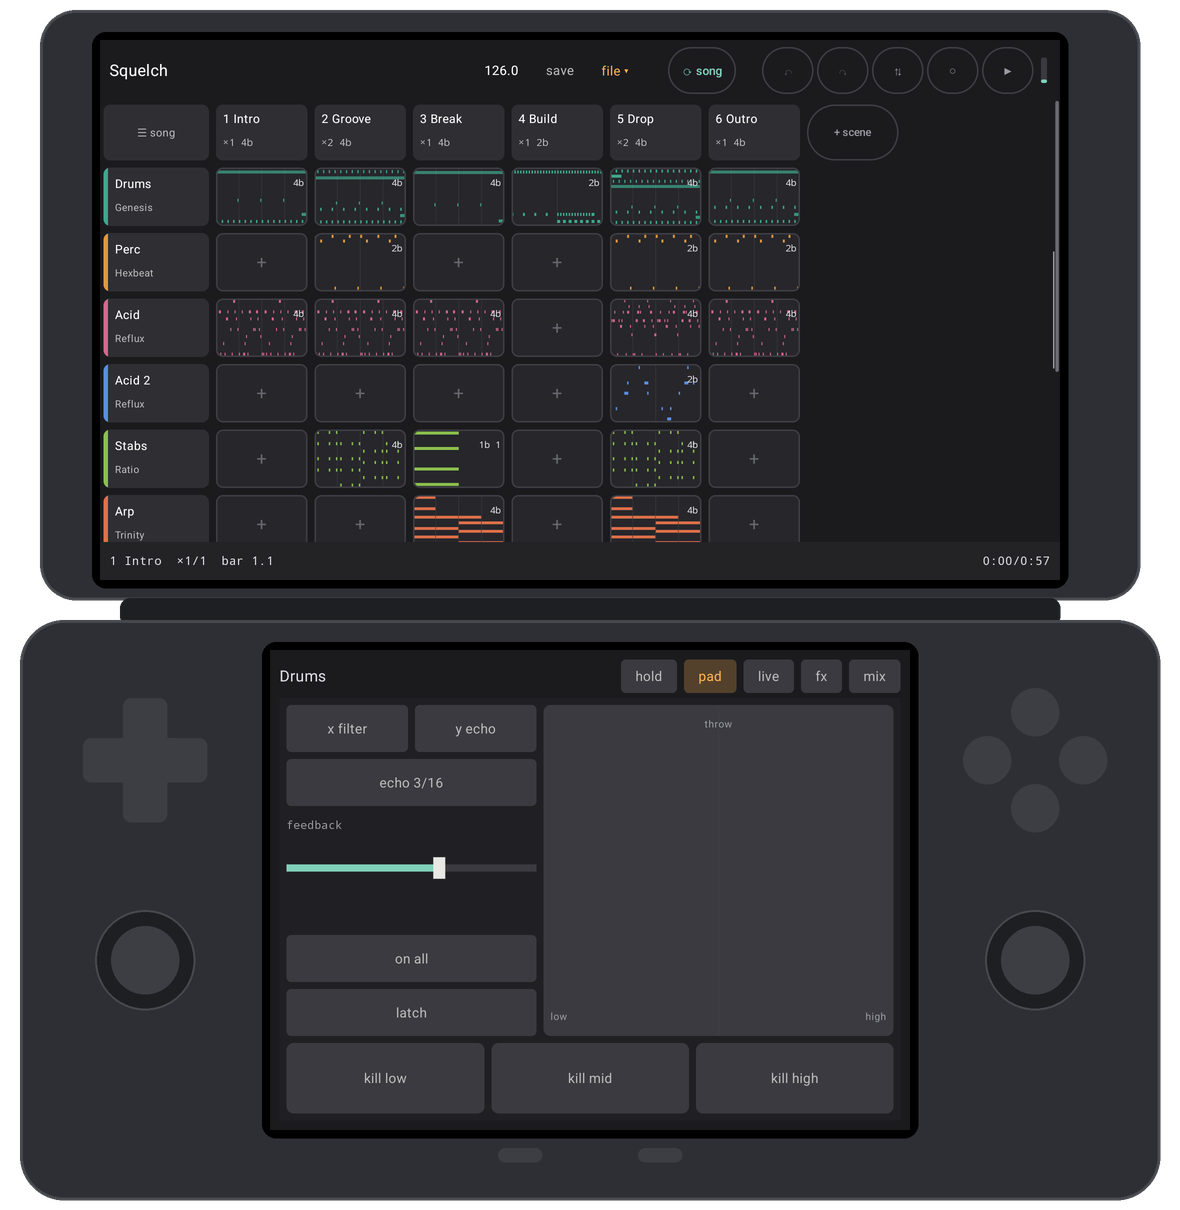 Squelch 126.0 save file ▾ ⟳ song
☰ song 1 Intro 2 Groove 3 Break 4 Build 5 Drop 6 Outro + scene
×1 4b ×2 4b ×1 4b ×1 2b ×2 4b ×1 4b
Drums 4b 4b 4b 2b 4b 4b
Genesis
Perc + 2b + + 2b 2b
Hexbeat
Acid 4b 4b 4b + 4b 4b
Reflux
Acid 2 + + + + 2b +
Reflux
Stabs + 4b 1b 1 + 4b +
Ratio
Arp + + 4b + 4b +
Trinity
1 Intro ×1/1 bar 1.1 0:00/0:57
Drums hold pad live fx mix
x filter y echo throw
echo 3/16
feedback
on all
latch
low high
kill low kill mid kill high